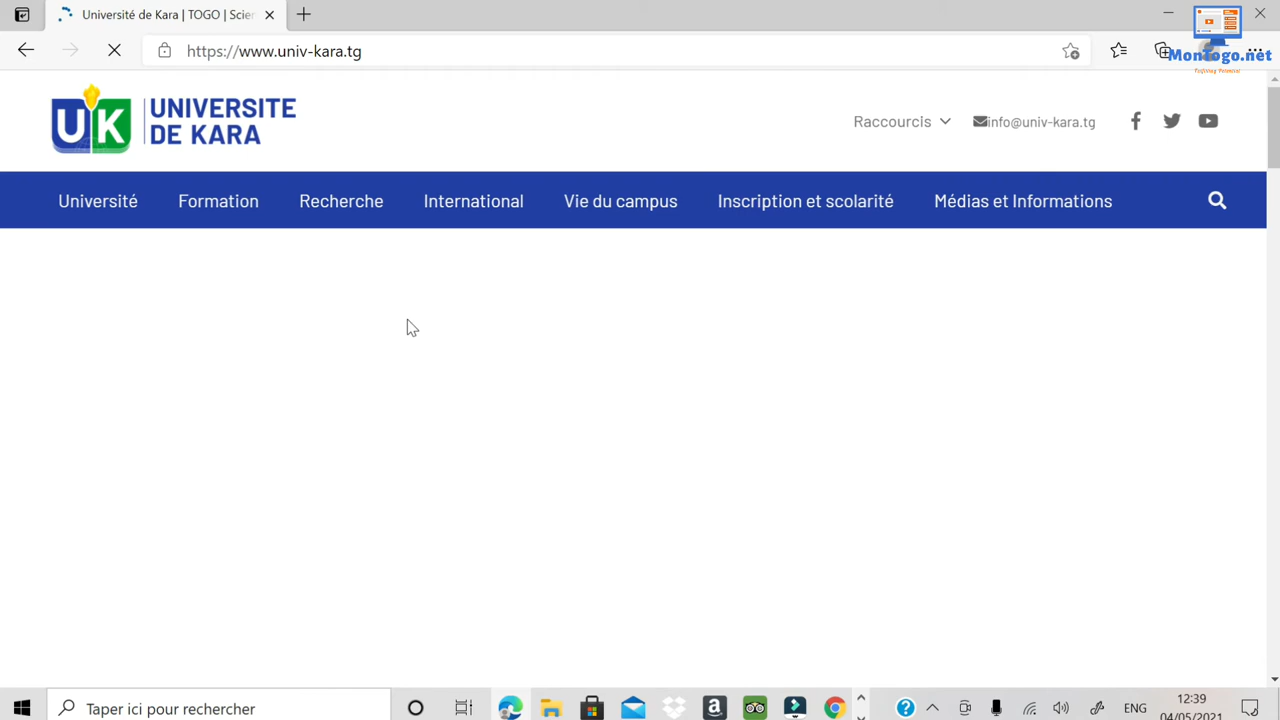 Université de Kara | TOGO | Scien
https://www.univ-kara.tg
MonTogo.net
UK
UNIVERSITE
DE KARA
Raccourcis
info@univ-kara.tg
Université
Formation
Recherche
International
Vie du campus
Inscription et scolarité
Médias et Informations
Taper ici pour rechercher
ENG
12:39
04/05/2021